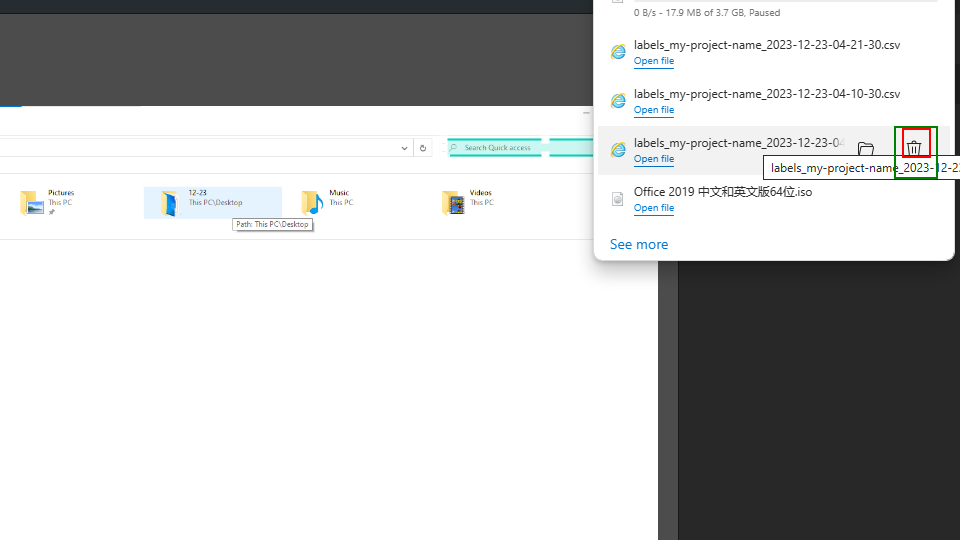 0 B/s - 17.9 MB of 3.7 GB, Paused
labels_my-project-name_2023-12-23-04-21-30.csv
Open file
labels_my-project-name_2023-12-23-04-10-30.csv
Open file
labels_my-project-name_2023-12-23-04
Open file
labels_my-project-name_2023-12-23
Office 2019 中文和英文版64位.iso
Open file
See more
Search Quick access
Pictures
This PC
12-23
This PC\Desktop
Music
This PC
Videos
This PC
Path: This PC\Desktop